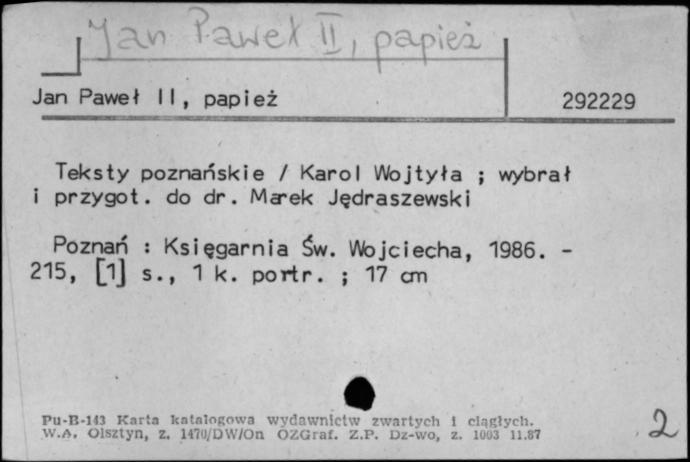 Jan Paweł II, papież
Jan Paweł II, papież 292229
Teksty poznańskie / Karol Wojtyła ; wybrał
i przygot. do dr. Marek Jędraszewski
Poznań : Księgarnia Św. Wojciecha, 1986. -
215, [1] s., 1 k. portr. ; 17 cm
Pu-B-143 Karta katalogowa wydawnictw zwartych i ciągłych.
W.A. Olsztyn, z. 1470/DW/On OZGraf. Z.P. Dz-wo, z. 1003 11.87
2